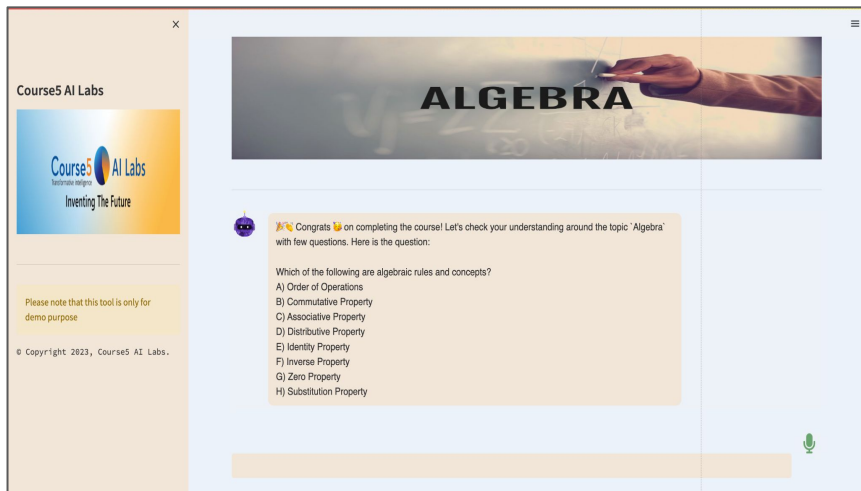 Course5 AI Labs
Course5 AI Labs
Transformative Intelligence
Inventing The Future
Please note that this tool is only for
demo purpose
© Copyright 2023, Course5 AI Labs.
ALGEBRA
🎉👏 Congrats 🥳 on completing the course! Let's check your understanding around the topic `Algebra`
with few questions. Here is the question:
Which of the following are algebraic rules and concepts?
A) Order of Operations
B) Commutative Property
C) Associative Property
D) Distributive Property
E) Identity Property
F) Inverse Property
G) Zero Property
H) Substitution Property